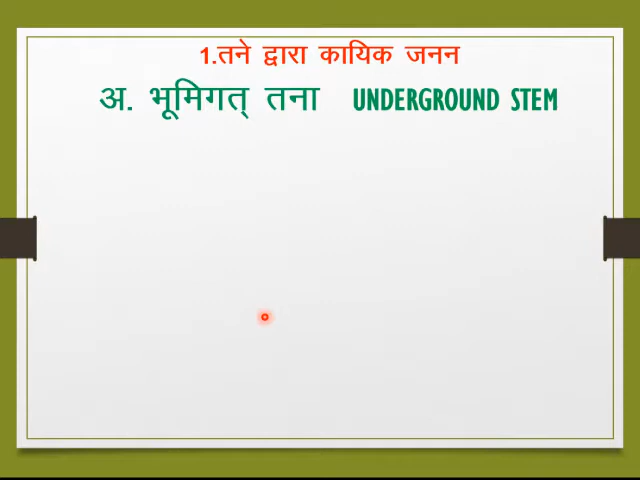 1.तने द्वारा कायिक जनन
अ. भूमिगत् तना UNDERGROUND STEM